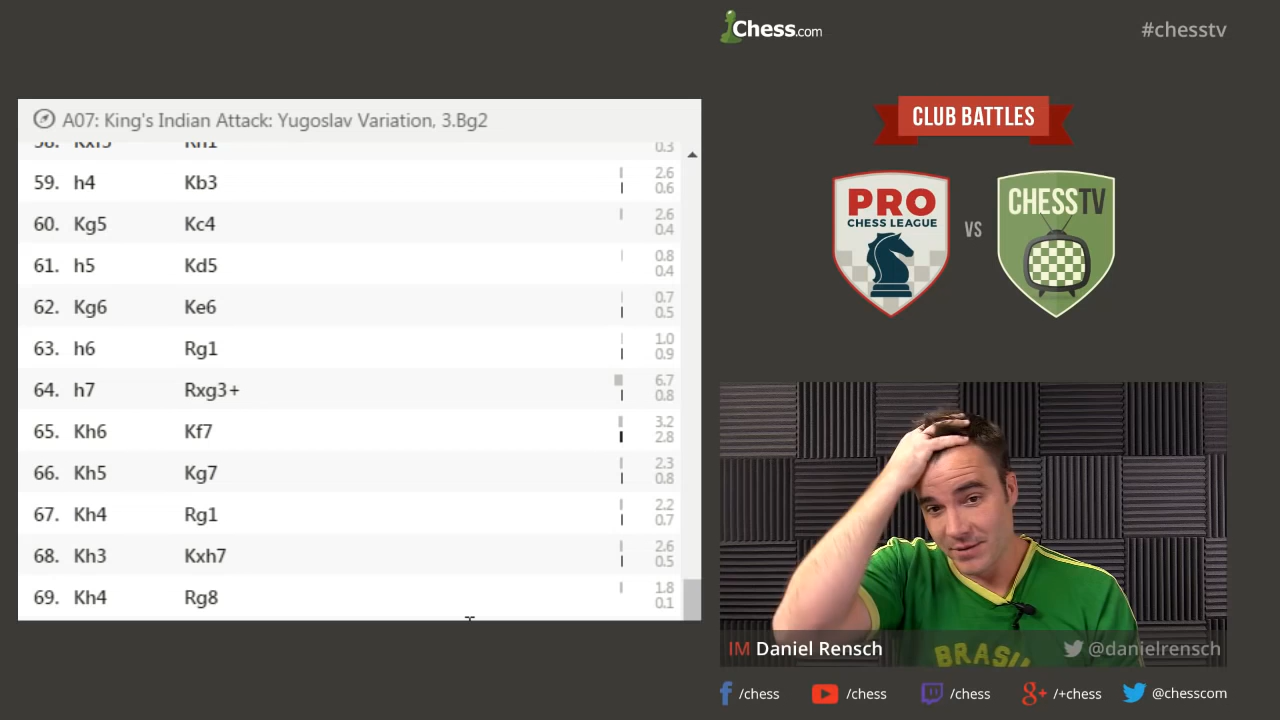 Chess.com
#chesstv
A07: King's Indian Attack: Yugoslav Variation, 3.Bg2
0.3
59. h4 Kb3 2.6
0.6
60. Kg5 Kc4 2.6
0.4
61. h5 Kd5 0.8
0.4
62. Kg6 Ke6 0.7
0.5
63. h6 Rg1 1.0
0.9
64. h7 Rxg3+ 6.7
0.8
65. Kh6 Kf7 3.2
2.8
66. Kh5 Kg7 2.3
0.8
67. Kh4 Rg1 2.2
0.7
68. Kh3 Kxh7 2.6
0.5
69. Kh4 Rg8 1.8
0.1
CLUB BATTLES
PRO
CHESS LEAGUE
VS
CHESSTV
BRASIL
IM Daniel Rensch @danielrensch
/chess /chess /chess /+chess @chesscom